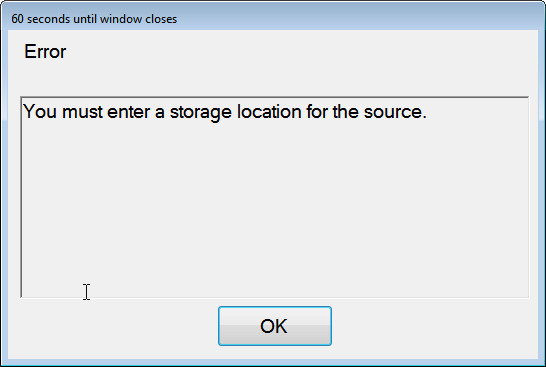 60 seconds until window closes
Error
You must enter a storage location for the source.
OK